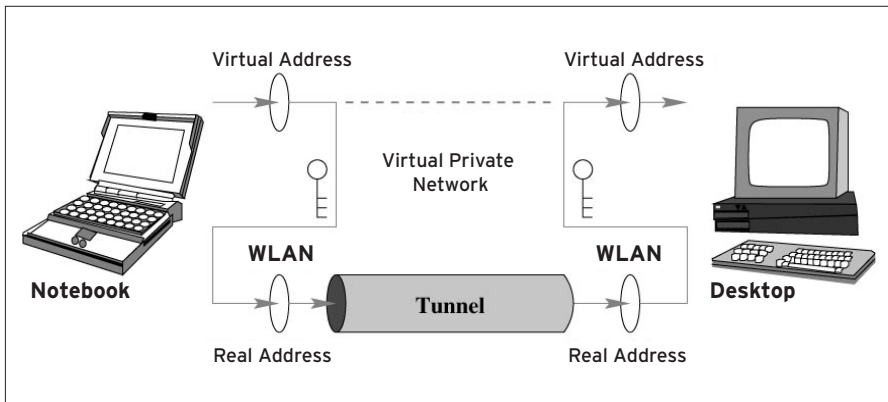 Virtual Address
Virtual Address
Virtual Private
Network
WLAN
WLAN
Notebook
Tunnel
Desktop
Real Address
Real Address